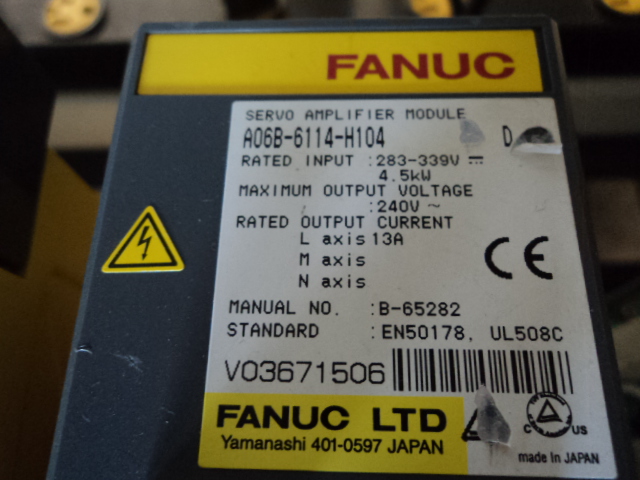 FANUC
SERVO AMPLIFIER MODULE
A06B-6114-H104 D
RATED INPUT : 283-339V ⎓
4.5kW
MAXIMUM OUTPUT VOLTAGE
: 240V ~
RATED OUTPUT CURRENT
L axis 13A
M axis
N axis
CE
MANUAL NO. : B-65282
STANDARD : EN50178, UL508C
V03671506
FANUC LTD
Yamanashi 401-0597 JAPAN
C US
made in JAPAN